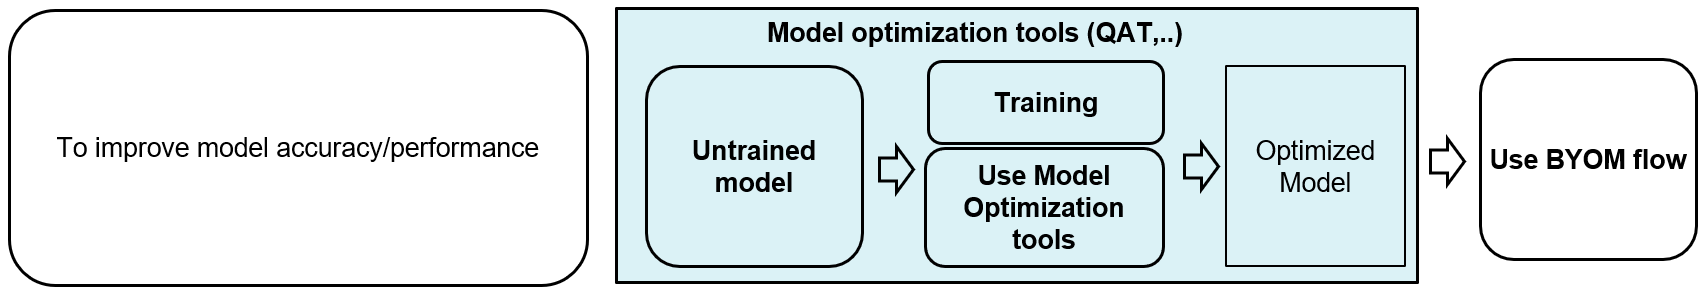 To improve model accuracy/performance
Model optimization tools (QAT,..)
Untrained
model
Training
Use Model
Optimization
tools
Optimized
Model
Use BYOM flow